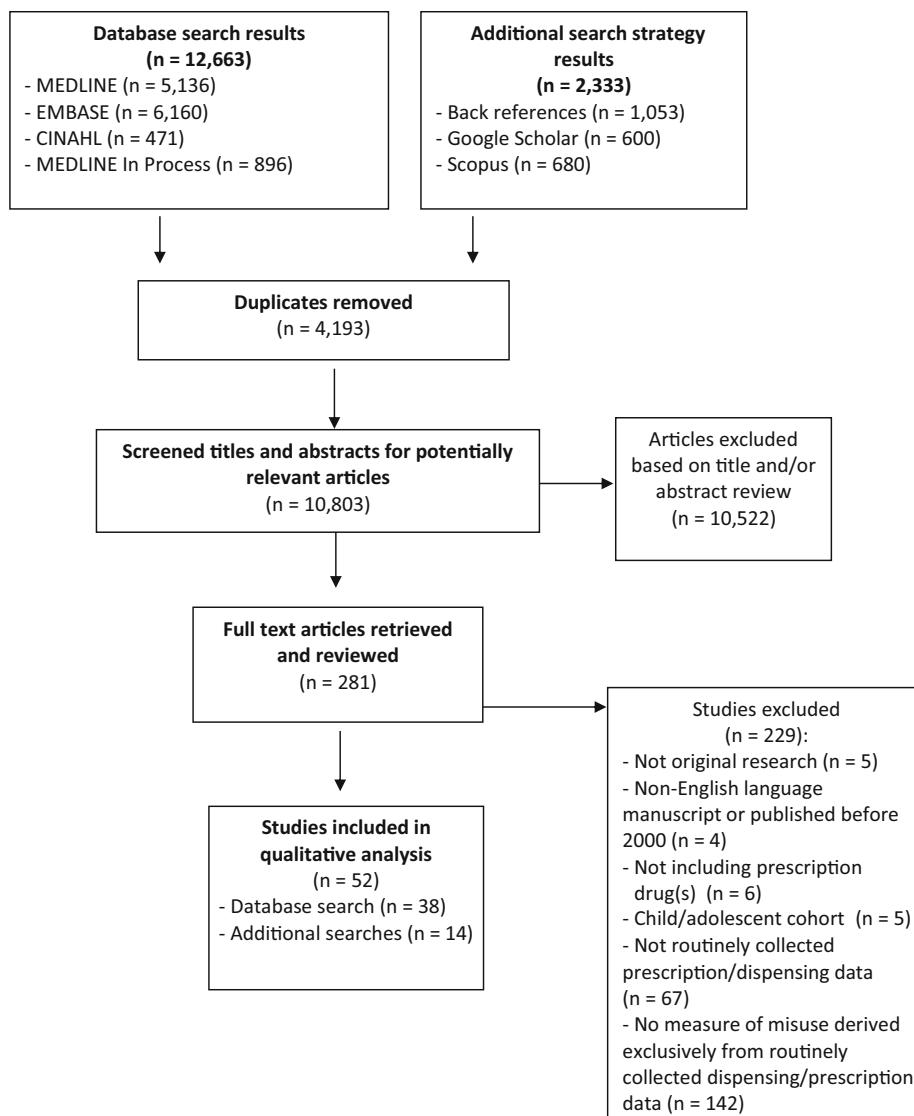 Database search results
(n = 12,663)
- MEDLINE (n = 5,136)
- EMBASE (n = 6,160)
- CINAHL (n = 471)
- MEDLINE In Process (n = 896)
Additional search strategy
results
(n = 2,333)
- Back references (n = 1,053)
- Google Scholar (n = 600)
- Scopus (n = 680)
Duplicates removed
(n = 4,193)
Screened titles and abstracts for potentially
relevant articles
(n = 10,803)
Articles excluded
based on title and/or
abstract review
(n = 10,522)
Full text articles retrieved
and reviewed
(n = 281)
Studies excluded
(n = 229):
- Not original research (n = 5)
- Non-English language
manuscript or published before
2000 (n = 4)
- Not including prescription
drug(s) (n = 6)
- Child/adolescent cohort (n = 5)
- Not routinely collected
prescription/dispensing data
(n = 67)
- No measure of misuse derived
exclusively from routinely
collected dispensing/prescription
data (n = 142)
Studies included in
qualitative analysis
(n = 52)
- Database search (n = 38)
- Additional searches (n = 14)